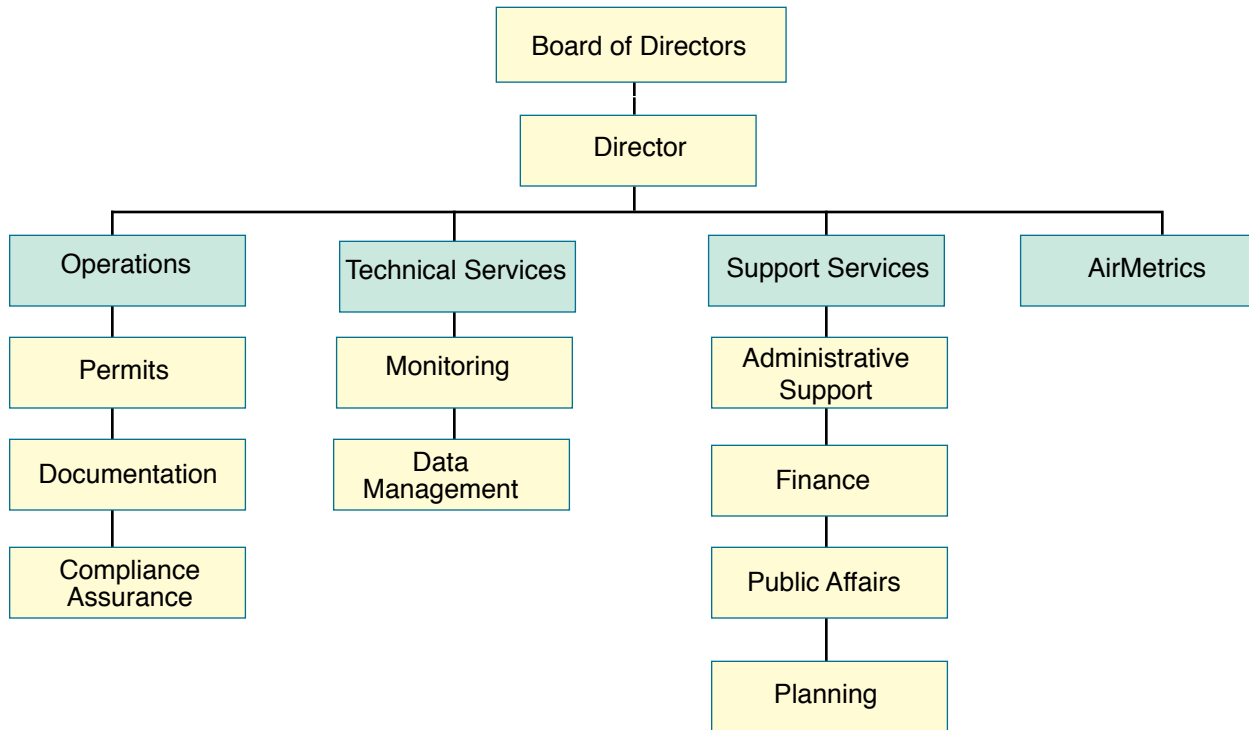 Board of Directors
Director
Operations
Technical Services
Support Services
AirMetrics
Permits
Monitoring
Administrative
Support
Documentation
Data
Management
Finance
Compliance
Assurance
Public Affairs
Planning